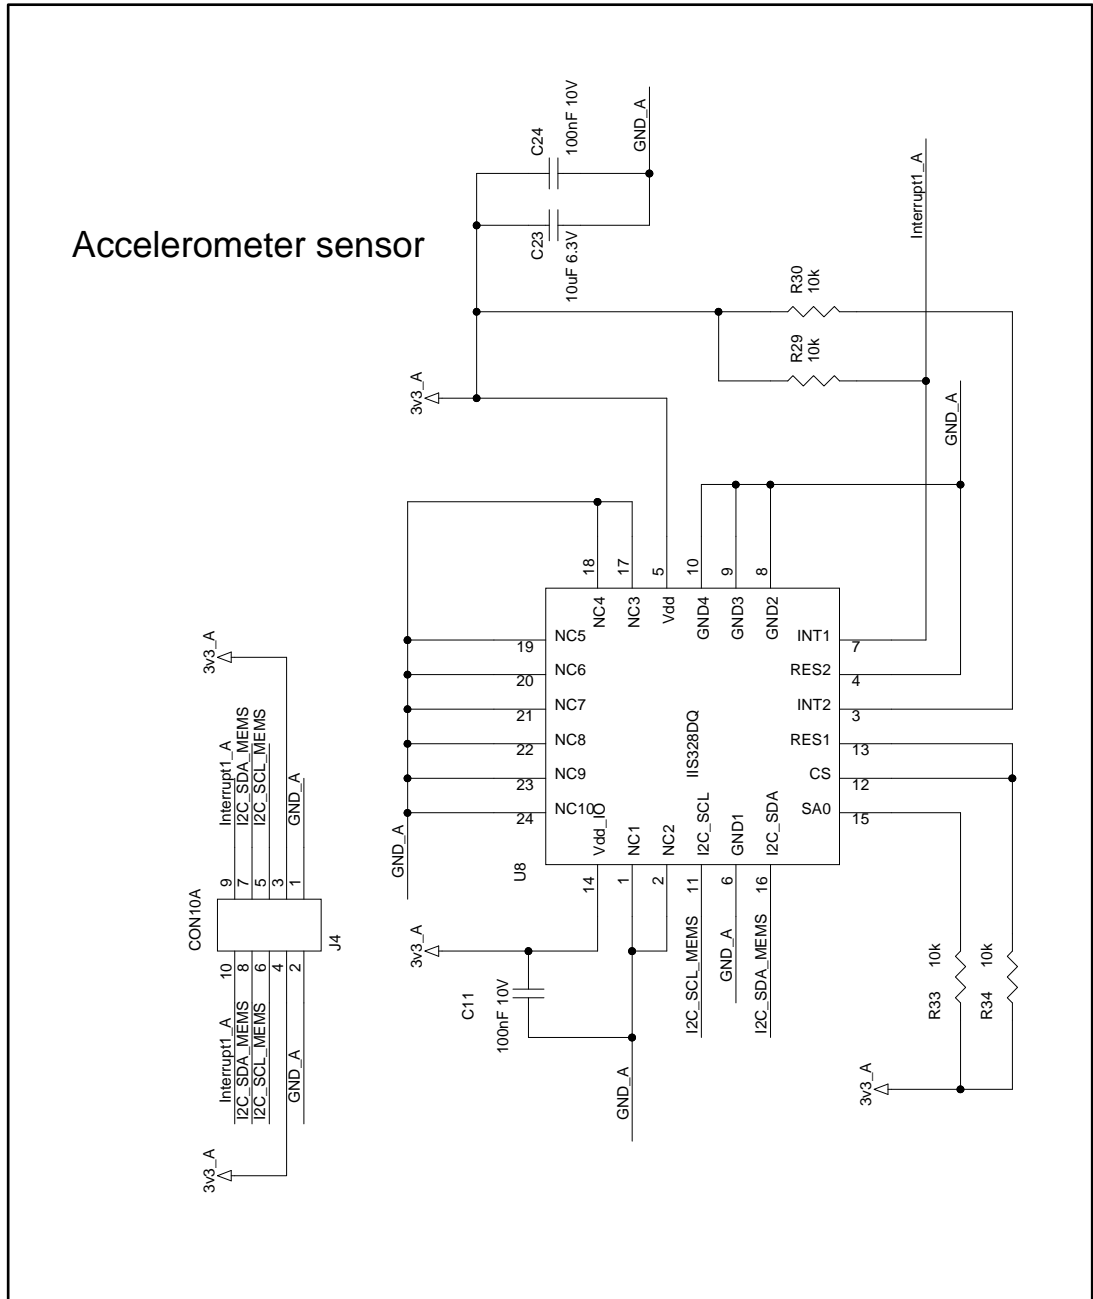 Accelerometer sensor
C24
100nF 10V
C23
10uF 6.3V
GND_A
Interrupt1_A
R30
10k
R29
10k
3v3_A
GND_A
18
17
5
10
9
8
NC4
NC3
Vdd
GND4
GND3
GND2
19
NC5
20
NC6
21
NC7
22
NC8
23
NC9
24
NC10
INT1
7
RES2
4
INT2
3
RES1
13
CS
12
SA0
15
IIS328DQ
Vdd_IO
NC1
NC2
I2C_SCL
GND1
I2C_SDA
U8
14
1
2
11
6
16
GND_A
3v3_A
C11
100nF 10V
GND_A
I2C_SCL_MEMS
GND_A
I2C_SDA_MEMS
R33
10k
R34
10k
3v3_A
3v3_A
Interrupt1_A
I2C_SDA_MEMS
I2C_SCL_MEMS
GND_A
9
7
5
3
1
CON10A
J4
10
8
6
4
2
Interrupt1_A
I2C_SDA_MEMS
I2C_SCL_MEMS
GND_A
3v3_A